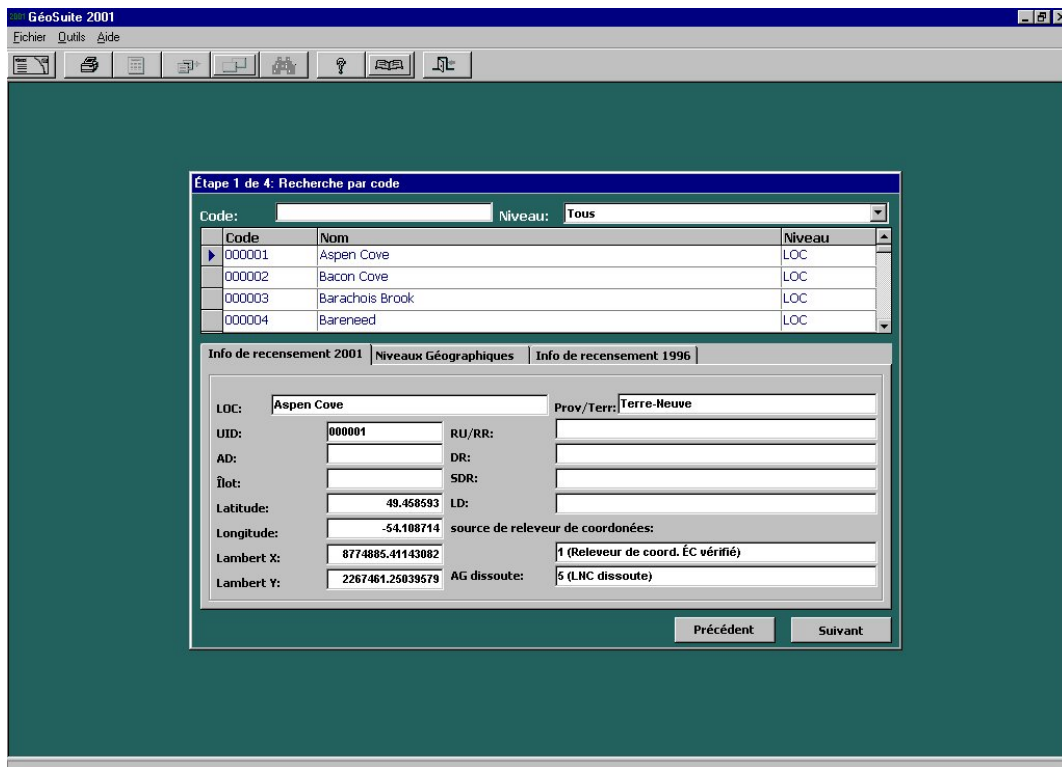 2001 GéoSuite 2001
Fichier Outils Aide
Étape 1 de 4: Recherche par code
Code: Niveau: Tous
Code Nom Niveau
000001 Aspen Cove LOC
000002 Bacon Cove LOC
000003 Barachois Brook LOC
000004 Bareneed LOC
Info de recensement 2001 Niveaux Géographiques Info de recensement 1996
LOC: Aspen Cove Prov/Terr: Terre-Neuve
UID: 000001 RU/RR:
AD: DR:
Îlot: SDR:
Latitude: 49.458593 LD:
Longitude: -54.108714 source de releveur de coordonées:
Lambert X: 8774885.41143082 1 (Releveur de coord. ÉC vérifié)
Lambert Y: 2267461.25039579 AG dissoute: 5 (LNC dissoute)
Précédent Suivant